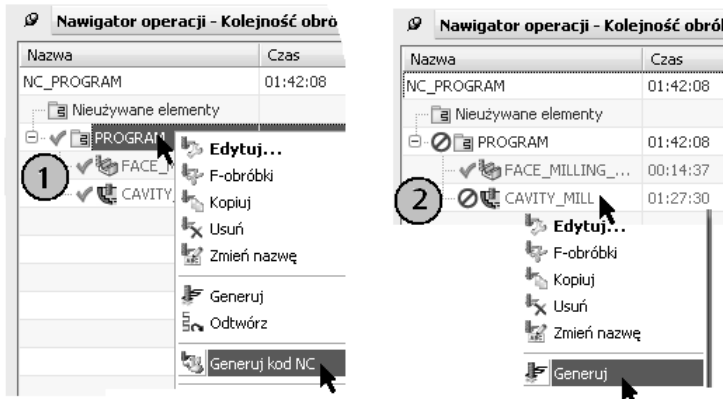 Nawigator operacji - Kolejność obró
Nazwa Czas
NC_PROGRAM 01:42:08
Nieużywane elementy
PROGRAM
1
FACE_M
CAVITY_
Edytuj...
F-obróbki
Kopiuj
Usuń
Zmień nazwę
Generuj
Odtwórz
Generuj kod NC
Nawigator operacji - Kolejność obrób
Nazwa Czas
NC_PROGRAM 01:42:08
Nieużywane elementy
PROGRAM 01:42:08
FACE_MILLING_... 00:14:37
2
CAVITY_MILL 01:27:30
Edytuj...
F-obróbki
Kopiuj
Usuń
Zmień nazwę
Generuj